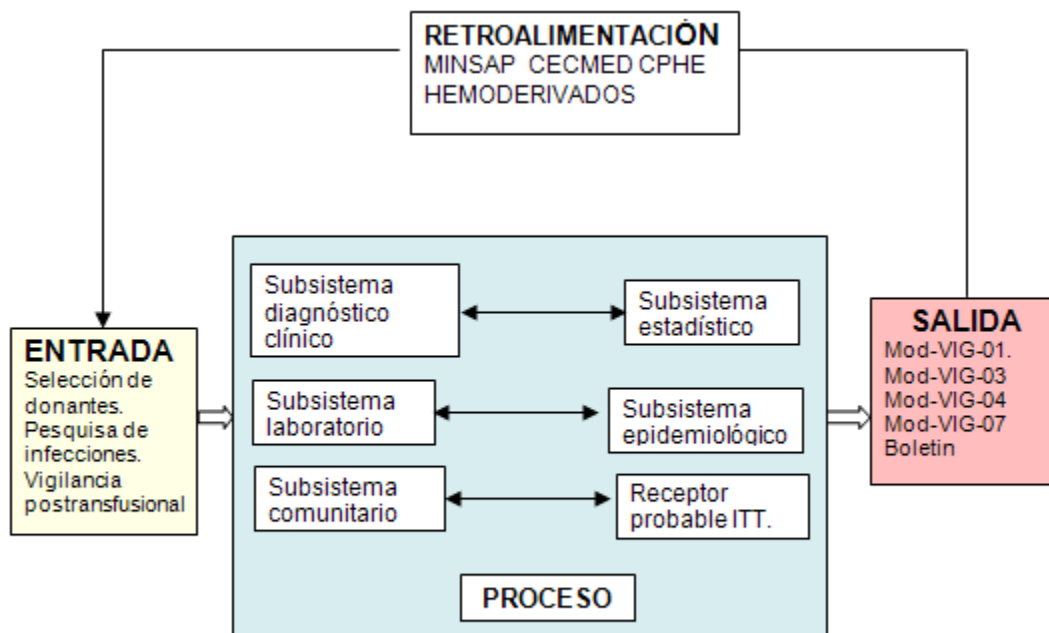 RETROALIMENTACIÓN
MINSAP CECMED CPHE
HEMODERIVADOS
ENTRADA
Selección de
donantes.
Pesquisa de
infecciones.
Vigilancia
postransfusional
Subsistema
diagnóstico
clínico
Subsistema
estadístico
Subsistema
laboratorio
Subsistema
epidemiológico
Subsistema
comunitario
Receptor
probable ITT.
PROCESO
SALIDA
Mod-VIG-01.
Mod-VIG-03
Mod-VIG-04
Mod-VIG-07
Boletin